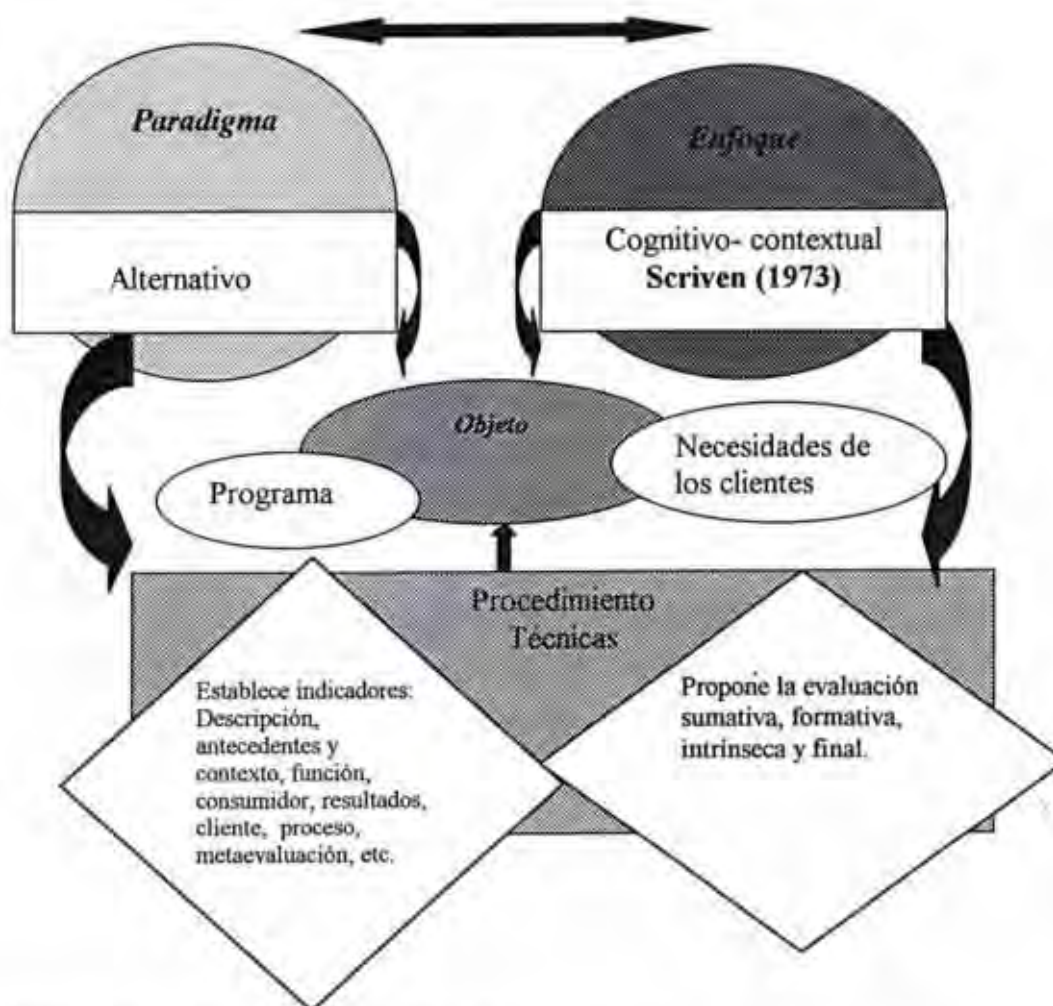 Paradigma
Enfoque
Alternativo
Cognitivo- contextual
Scriven (1973)
Objeto
Programa
Necesidades de
los clientes
Procedimiento
Técnicas
Establece indicadores:
Descripción,
antecedentes y
contexto, función,
consumidor, resultados,
cliente, proceso,
metaevaluación, etc.
Propone la evaluación
sumativa, formativa,
intrínseca y final.